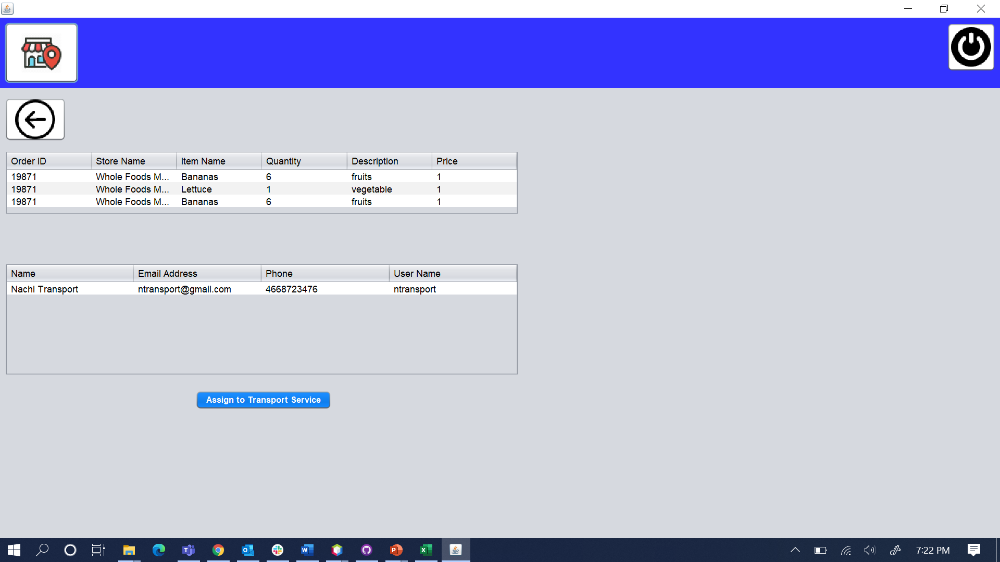 Order ID Store Name Item Name Quantity Description Price
19871 Whole Foods M... Bananas 6 fruits 1
19871 Whole Foods M... Lettuce 1 vegetable 1
19871 Whole Foods M... Bananas 6 fruits 1
Name Email Address Phone User Name
Nachi Transport ntransport@gmail.com 4668723476 ntransport
Assign to Transport Service
7:22 PM